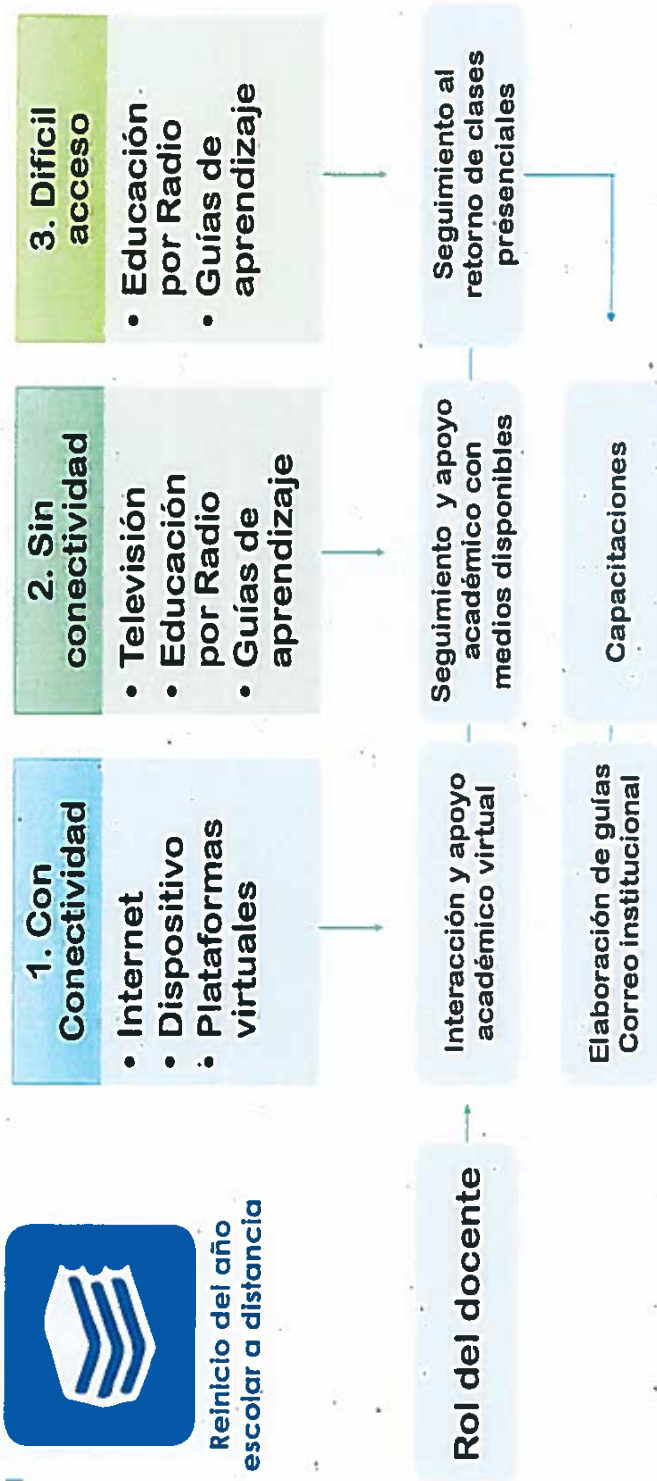 Reinicio del año
escolar a distancia
1. Con
Conectividad
• Internet
• Dispositivo
• Plataformas
virtuales
2. Sin
conectividad
• Televisión
• Educación
por Radio
• Guías de
aprendizaje
3. Difícil
acceso
• Educación
por Radio
• Guías de
aprendizaje
Rol del docente
Interacción y apoyo
académico virtual
Seguimiento y apoyo
académico con
medios disponibles
Seguimiento al
retorno de clases
presenciales
Elaboración de guías
Correo institucional
Capacitaciones